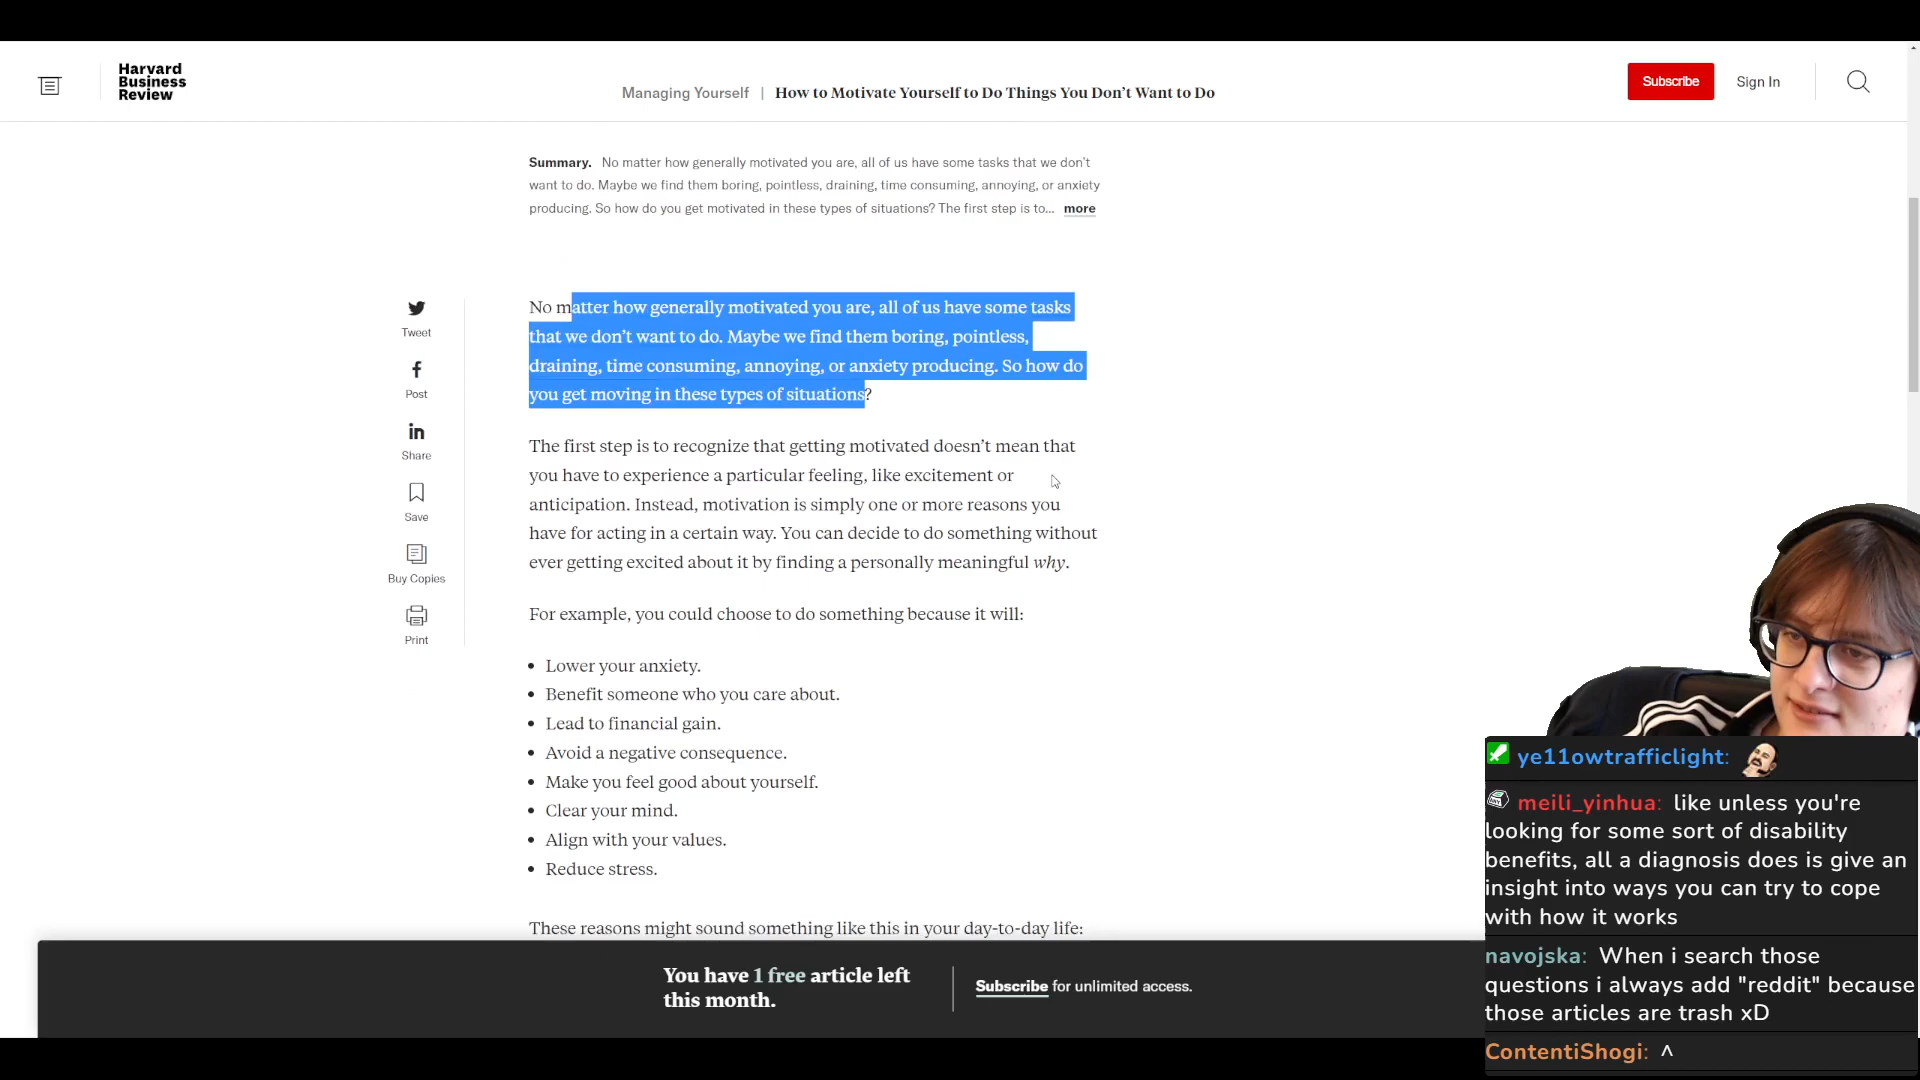 Harvard
Business
Review
Managing Yourself | How to Motivate Yourself to Do Things You Don't Want to Do
Subscribe
Sign In
Summary. No matter how generally motivated you are, all of us have some tasks that we don't
want to do. Maybe we find them boring, pointless, draining, time consuming, annoying, or anxiety
producing. So how do you get motivated in these types of situations? The first step is to... more
Tweet
Post
Share
Save
Buy Copies
Print
No matter how generally motivated you are, all of us have some tasks
that we don't want to do. Maybe we find them boring, pointless,
draining, time consuming, annoying, or anxiety producing. So how do
you get moving in these types of situations?
The first step is to recognize that getting motivated doesn't mean that
you have to experience a particular feeling, like excitement or
anticipation. Instead, motivation is simply one or more reasons you
have for acting in a certain way. You can decide to do something without
ever getting excited about it by finding a personally meaningful why.
For example, you could choose to do something because it will:
• Lower your anxiety.
• Benefit someone who you care about.
• Lead to financial gain.
• Avoid a negative consequence.
• Make you feel good about yourself.
• Clear your mind.
• Align with your values.
• Reduce stress.
These reasons might sound something like this in your day-to-day life:
You have 1 free article left
this month.
Subscribe for unlimited access.
ye11owtrafficlight:
meili_yinhua: like unless you're
looking for some sort of disability
benefits, all a diagnosis does is give an
insight into ways you can try to cope
with how it works
navojska: When i search those
questions i always add "reddit" because
those articles are trash xD
ContentiShogi: ^